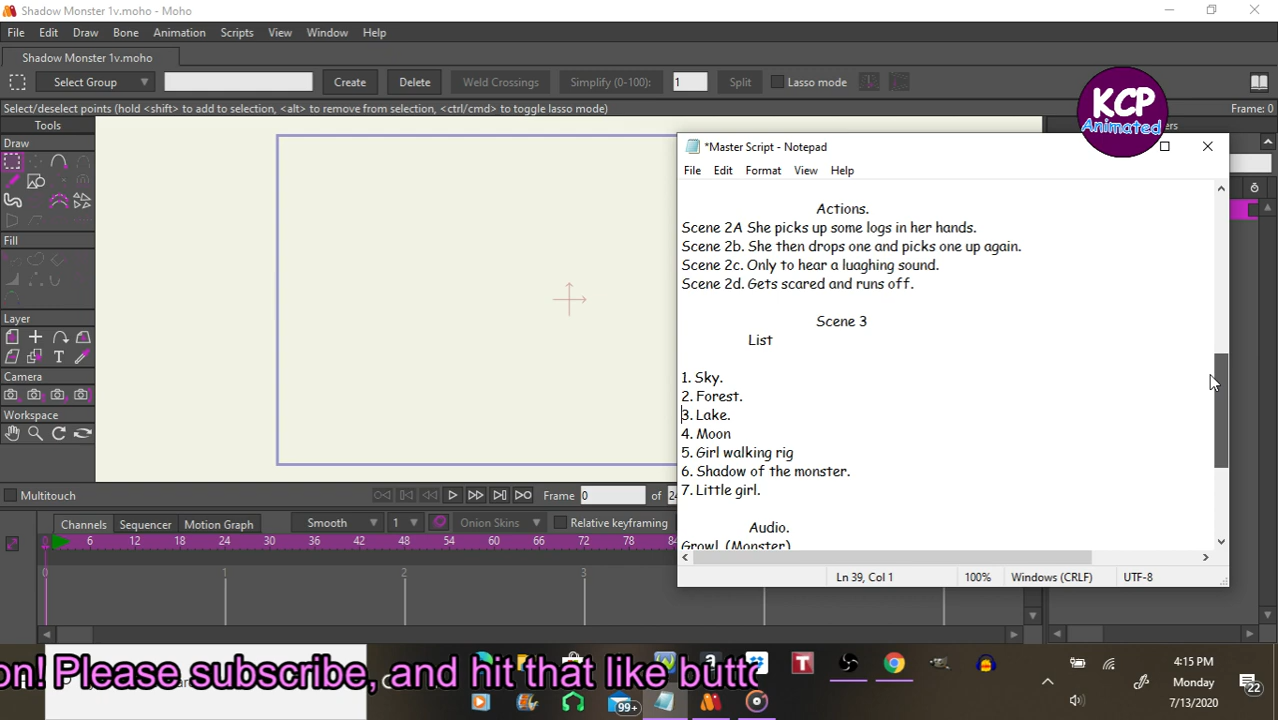 Shadow Monster 1v.moho - Moho
File Edit Draw Bone Animation Scripts View Window Help
Shadow Monster 1v.moho
Select Group Create Delete Weld Crossings Simplify (0-100): 1 Split Lasso mode
Select/deselect points (hold <shift> to add to selection, <alt> to remove from selection, <ctrl/cmd> to toggle lasso mode)
Frame: 0
Tools
Draw
Fill
Layer
Camera
Workspace
KCP
Animated
*Master Script - Notepad
File Edit Format View Help
Actions.
Scene 2A She picks up some logs in her hands.
Scene 2b. She then drops one and picks one up again.
Scene 2c. Only to hear a luaghing sound.
Scene 2d. Gets scared and runs off.
Scene 3
List
1. Sky.
2. Forest.
3. Lake.
4. Moon
5. Girl walking rig
6. Shadow of the monster.
7. Little girl.
Audio.
Growl (Monster)
Ln 39, Col 1 100% Windows (CRLF) UTF-8
Multitouch
Frame 0 of
Channels Sequencer Motion Graph Smooth 1 Onion Skins Relative keyframing
0 6 12 18 24 30 36 42 48 54 60 66 72 78
0 1 2 3
on! Please subscribe, and hit that like butto
99+
4:15 PM
Monday
7/13/2020
22